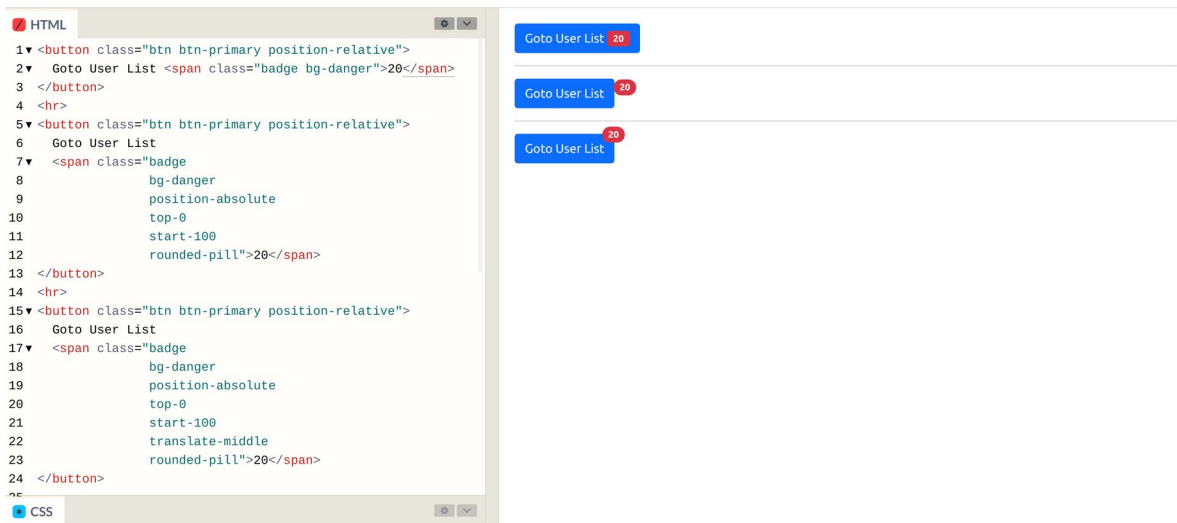 HTML
1 <button class="btn btn-primary position-relative">
2 Goto User List <span class="badge bg-danger">20</span>
3 </button>
4 <hr>
5 <button class="btn btn-primary position-relative">
6 Goto User List
7 <span class="badge
8 bg-danger
9 position-absolute
10 top-0
11 start-100
12 rounded-pill">20</span>
13 </button>
14 <hr>
15 <button class="btn btn-primary position-relative">
16 Goto User List
17 <span class="badge
18 bg-danger
19 position-absolute
20 top-0
21 start-100
22 translate-middle
23 rounded-pill">20</span>
24 </button>
25
CSS
Goto User List 20
Goto User List 20
Goto User List 20